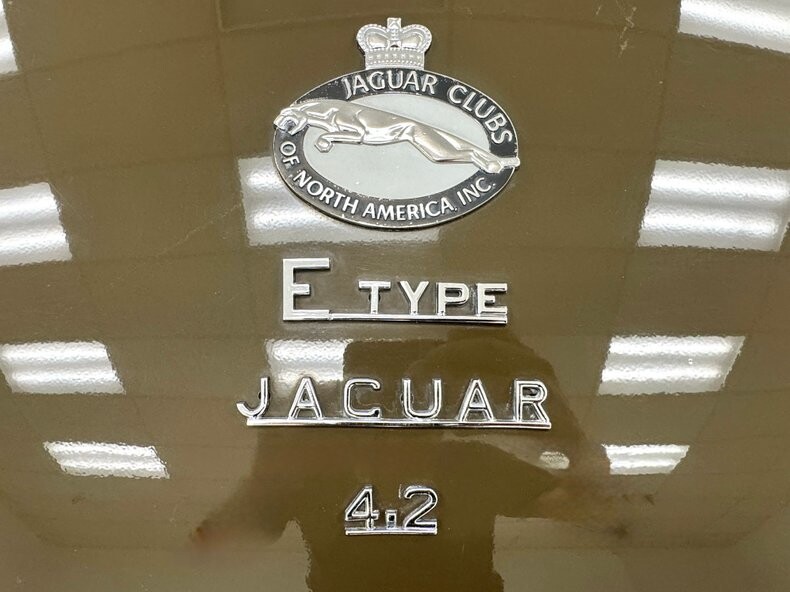 JAGUAR CLUBS
OF NORTH AMERICA, INC.
E TYPE
JAGUAR
4.2